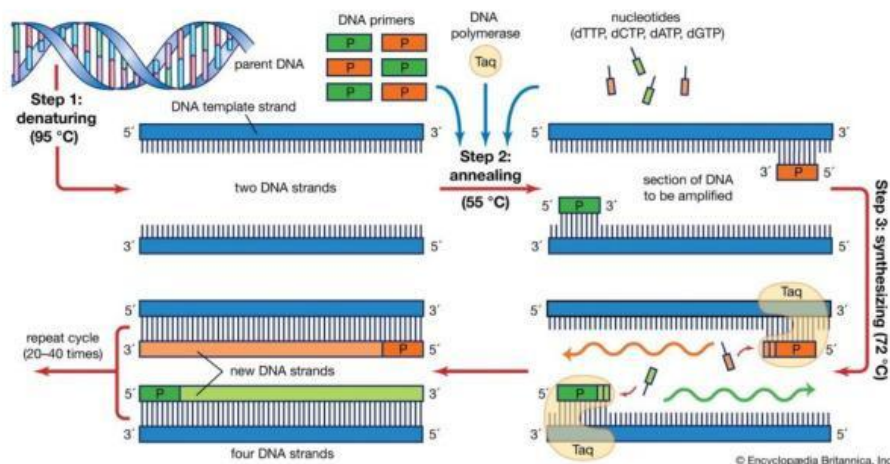 parent DNA
Step 1:
denaturing
(95 °C)
DNA template strand
5´
3´
two DNA strands
3´
5´
DNA primers
P
P
P
P
P
P
DNA
polymerase
Taq
nucleotides
(dTTP, dCTP, dATP, dGTP)
Step 2:
annealing
(55 °C)
5´
3´
3´
P
5´
section of DNA
to be amplified
5´
P
3´
3´
5´
Step 3: synthesizing (72 °C)
5´
Taq
3´
P
5´
P
3´
Taq
5´
5´
3´
3´
P
5´
new DNA strands
5´
P
3´
3´
5´
four DNA strands
repeat cycle
(20–40 times)
© Encyclopædia Britannica, Inc